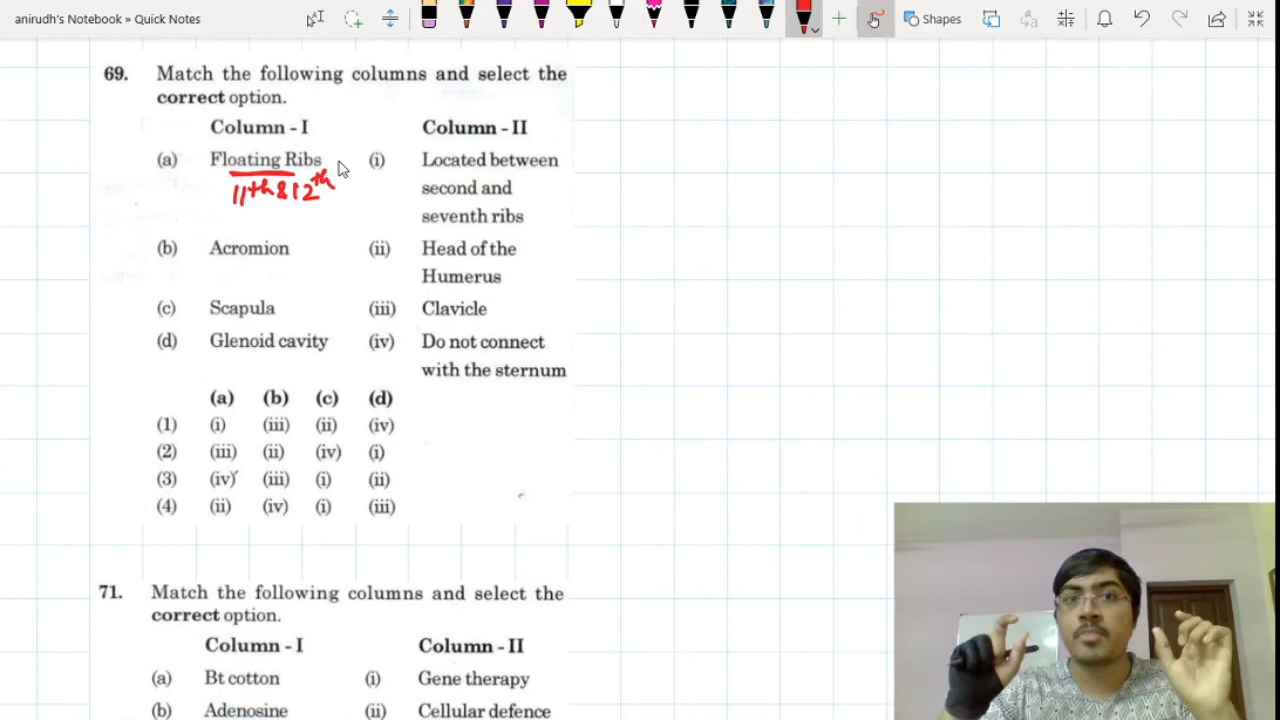 anirudh's Notebook » Quick Notes
Shapes
69. Match the following columns and select the
correct option.
Column - I Column - II
(a) Floating Ribs (i) Located between
11th & 12th second and
seventh ribs
(b) Acromion (ii) Head of the
Humerus
(c) Scapula (iii) Clavicle
(d) Glenoid cavity (iv) Do not connect
with the sternum
(a) (b) (c) (d)
(1) (i) (iii) (ii) (iv)
(2) (iii) (ii) (iv) (i)
(3) (iv) (iii) (i) (ii)
(4) (ii) (iv) (i) (iii)
71. Match the following columns and select the
correct option.
Column - I Column - II
(a) Bt cotton (i) Gene therapy
(b) Adenosine (ii) Cellular defence